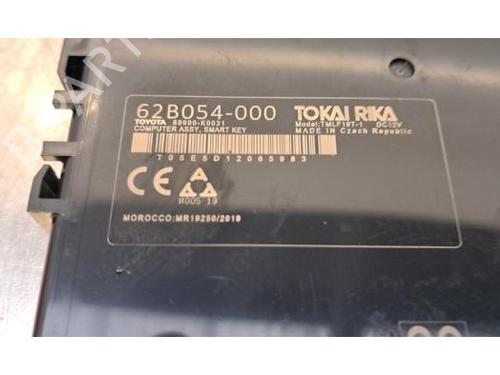 62B054-000 TOKAI RIKA
TOYOTA 89990-K0031 Model:TMLF19T-1 DC12V
COMPUTER ASSY, SMART KEY MADE IN Czech Republic
T05E5D12065983
CE
R005 19
MOROCCO:MR19250/2019